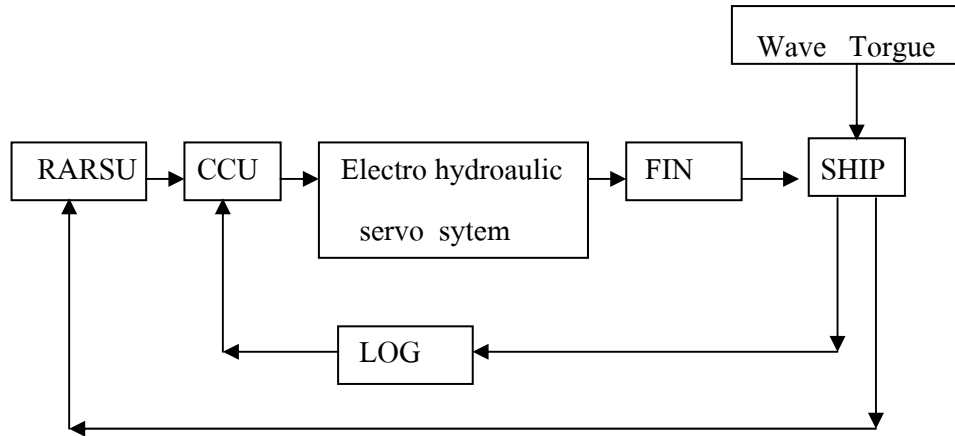 Wave Torgue
RARSU
CCU
Electro hydroaulic
servo sytem
FIN
SHIP
LOG